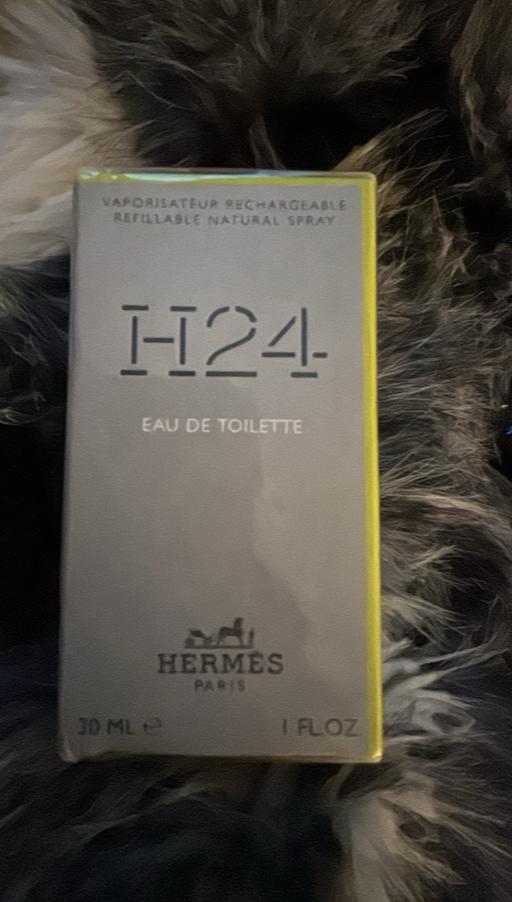 VAPORISATEUR RECHARGEABLE
REFILLABLE NATURAL SPRAY
H24
EAU DE TOILETTE
HERMÈS
PARIS
30 ML ℮ 1 FL.OZ